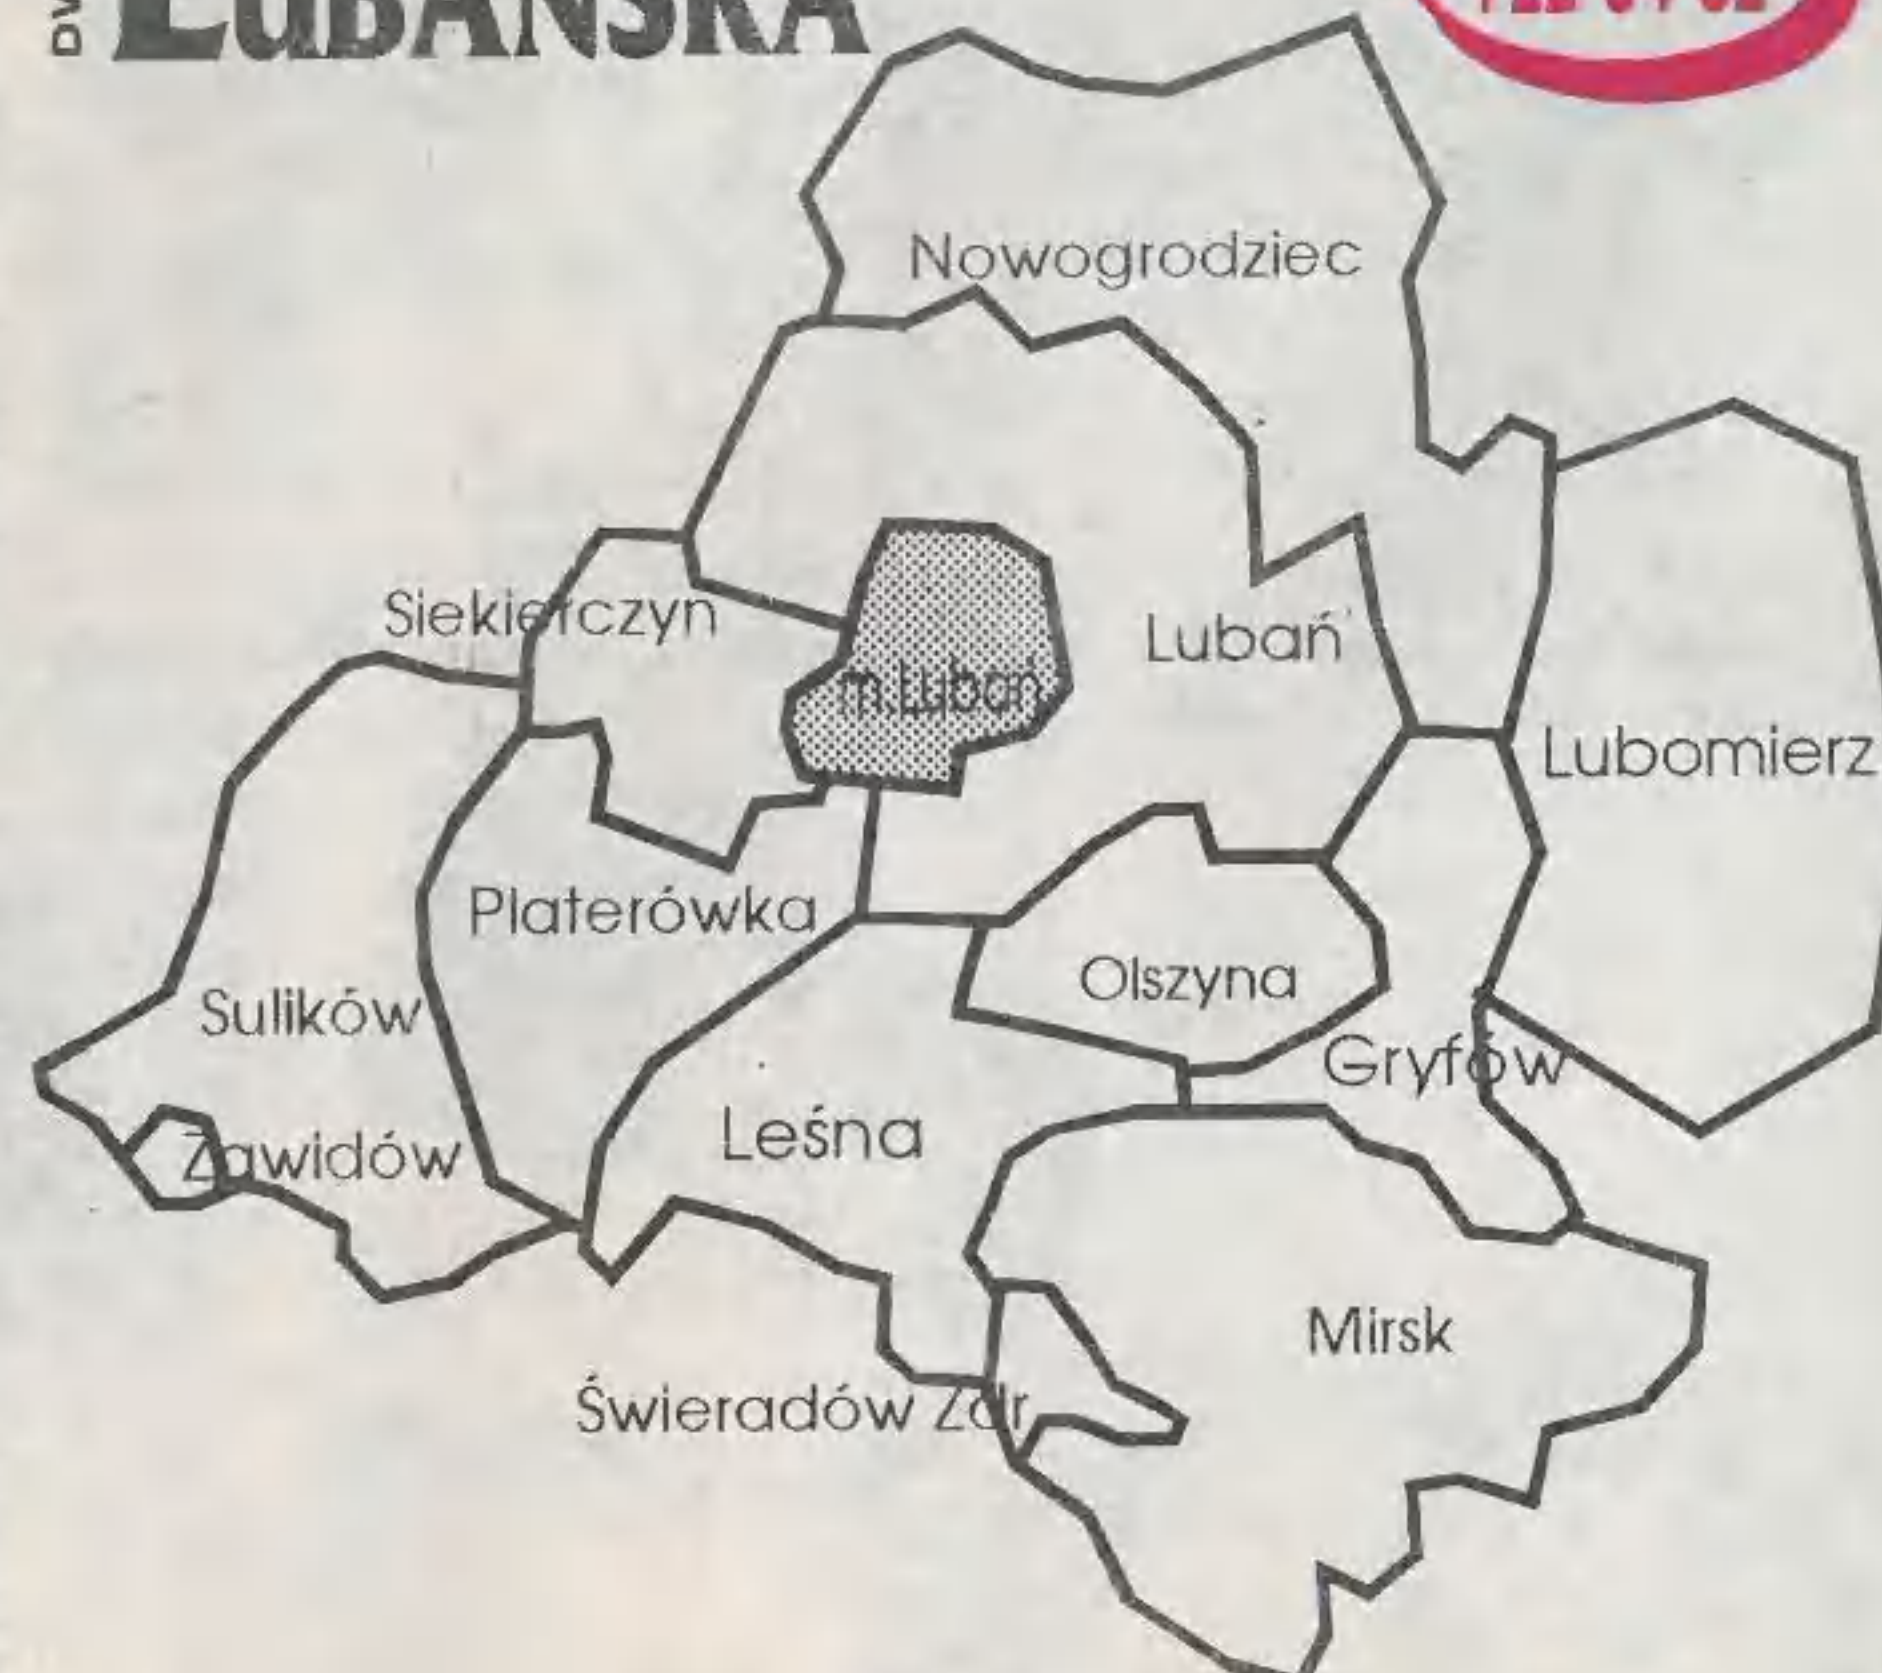 LUBAŃSKA
Nowogrodziec
Siekierczyn
Lubań
m.Lubań
Lubomierz
Platerówka
Olszyna
Sulików
Gryfów
Leśna
Zawidów
Mirsk
Świeradów Zdr.